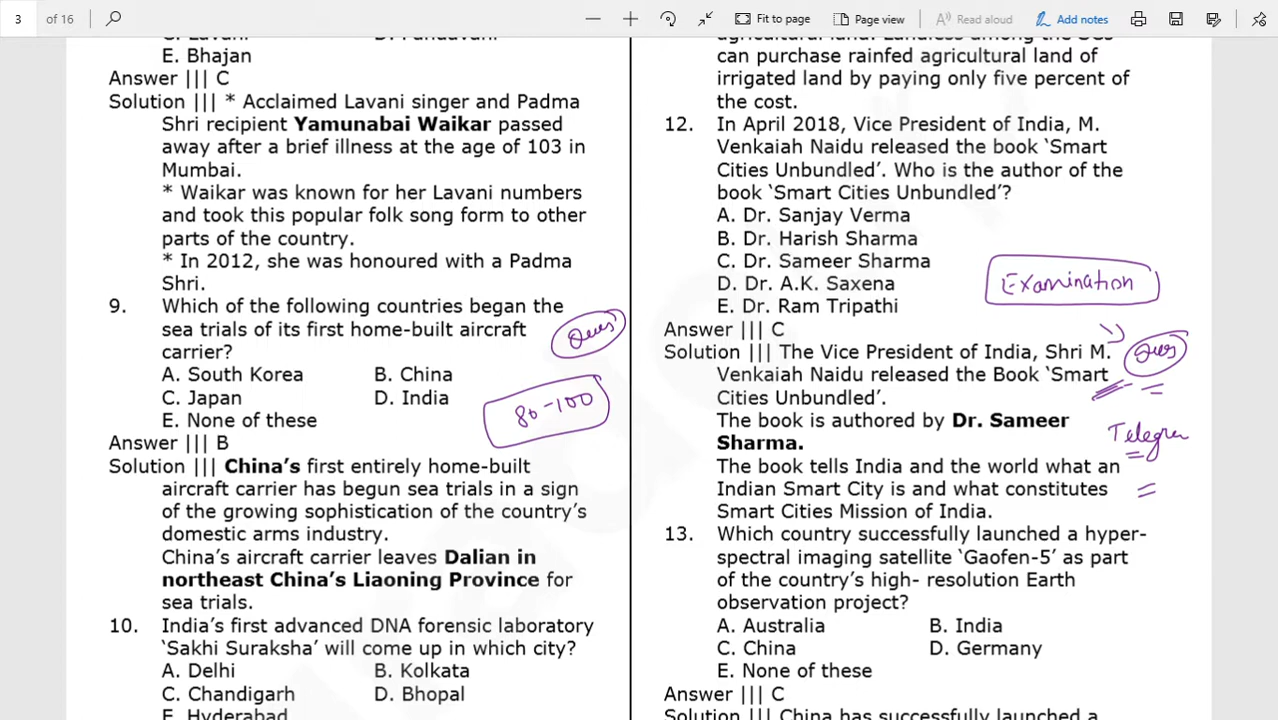 3 of 16
Fit to page
Page view
Read aloud
Add notes
E. Bhajan
Answer ||| C
Solution ||| * Acclaimed Lavani singer and Padma
Shri recipient Yamunabai Waikar passed
away after a brief illness at the age of 103 in
Mumbai.
* Waikar was known for her Lavani numbers
and took this popular folk song form to other
parts of the country.
* In 2012, she was honoured with a Padma
Shri.
9. Which of the following countries began the
sea trials of its first home-built aircraft
carrier?
A. South Korea B. China
C. Japan D. India
E. None of these
Answer ||| B
Solution ||| China's first entirely home-built
aircraft carrier has begun sea trials in a sign
of the growing sophistication of the country's
domestic arms industry.
China's aircraft carrier leaves Dalian in
northeast China's Liaoning Province for
sea trials.
10. India's first advanced DNA forensic laboratory
'Sakhi Suraksha' will come up in which city?
A. Delhi B. Kolkata
C. Chandigarh D. Bhopal
E. Hyderabad
Ques
80-100
agricultural land. Landless among the
can purchase rainfed agricultural land of
irrigated land by paying only five percent of
the cost.
12. In April 2018, Vice President of India, M.
Venkaiah Naidu released the book 'Smart
Cities Unbundled'. Who is the author of the
book 'Smart Cities Unbundled'?
A. Dr. Sanjay Verma
B. Dr. Harish Sharma
C. Dr. Sameer Sharma
D. Dr. A.K. Saxena
E. Dr. Ram Tripathi
Answer ||| C
Solution ||| The Vice President of India, Shri M.
Venkaiah Naidu released the Book 'Smart
Cities Unbundled'.
The book is authored by Dr. Sameer
Sharma.
The book tells India and the world what an
Indian Smart City is and what constitutes
Smart Cities Mission of India.
13. Which country successfully launched a hyper-
spectral imaging satellite 'Gaofen-5' as part
of the country's high- resolution Earth
observation project?
A. Australia B. India
C. China D. Germany
E. None of these
Answer ||| C
Solution ||| China has successfully launched a
Examination
Ques